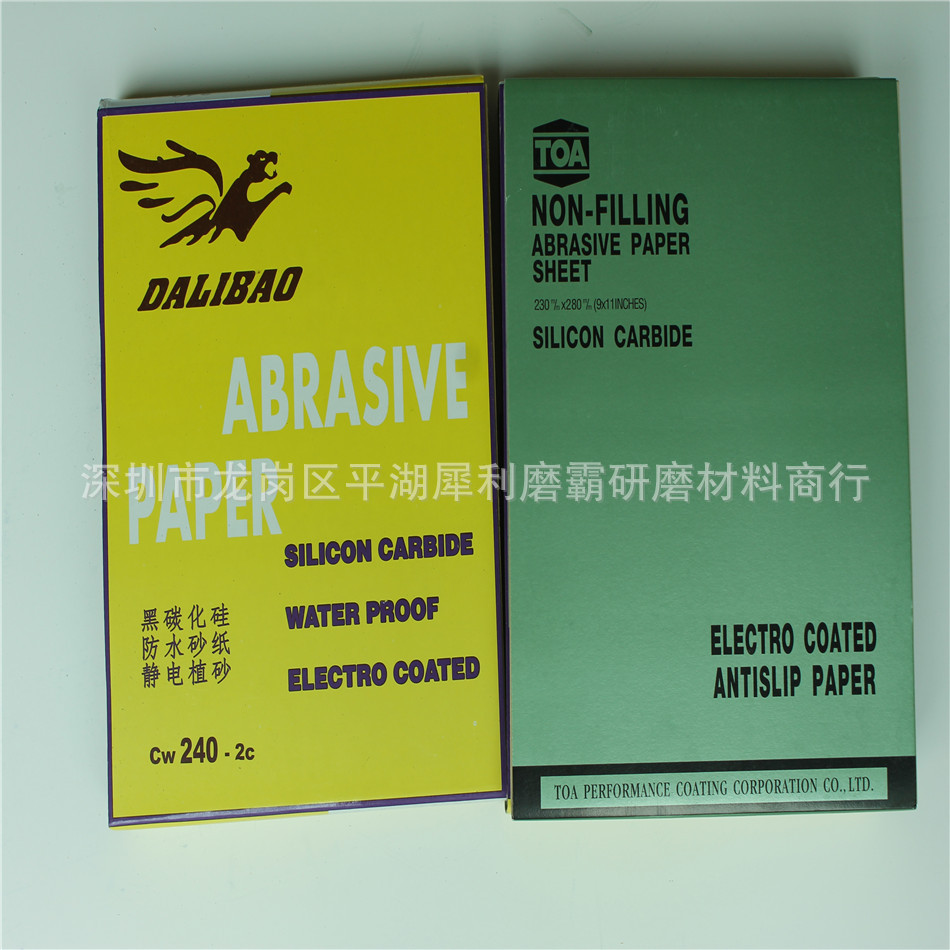 DALIBAO
ABRASIVE
PAPER
SILICON CARBIDE
WATER PROOF
ELECTRO COATED
黑碳化硅
防水砂纸
静电植砂
Cw 240 - 2c
TOA
NON-FILLING
ABRASIVE PAPER
SHEET
230 m/m x280 m/m (9x11INCHES)
SILICON CARBIDE
ELECTRO COATED
ANTISLIP PAPER
TOA PERFORMANCE COATING CORPORATION CO.,LTD.
深圳市龙岗区平湖犀利磨霸研磨材料商行